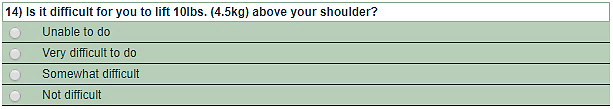 14) Is it difficult for you to lift 10lbs. (4.5kg) above your shoulder?
Unable to do
Very difficult to do
Somewhat difficult
Not difficult